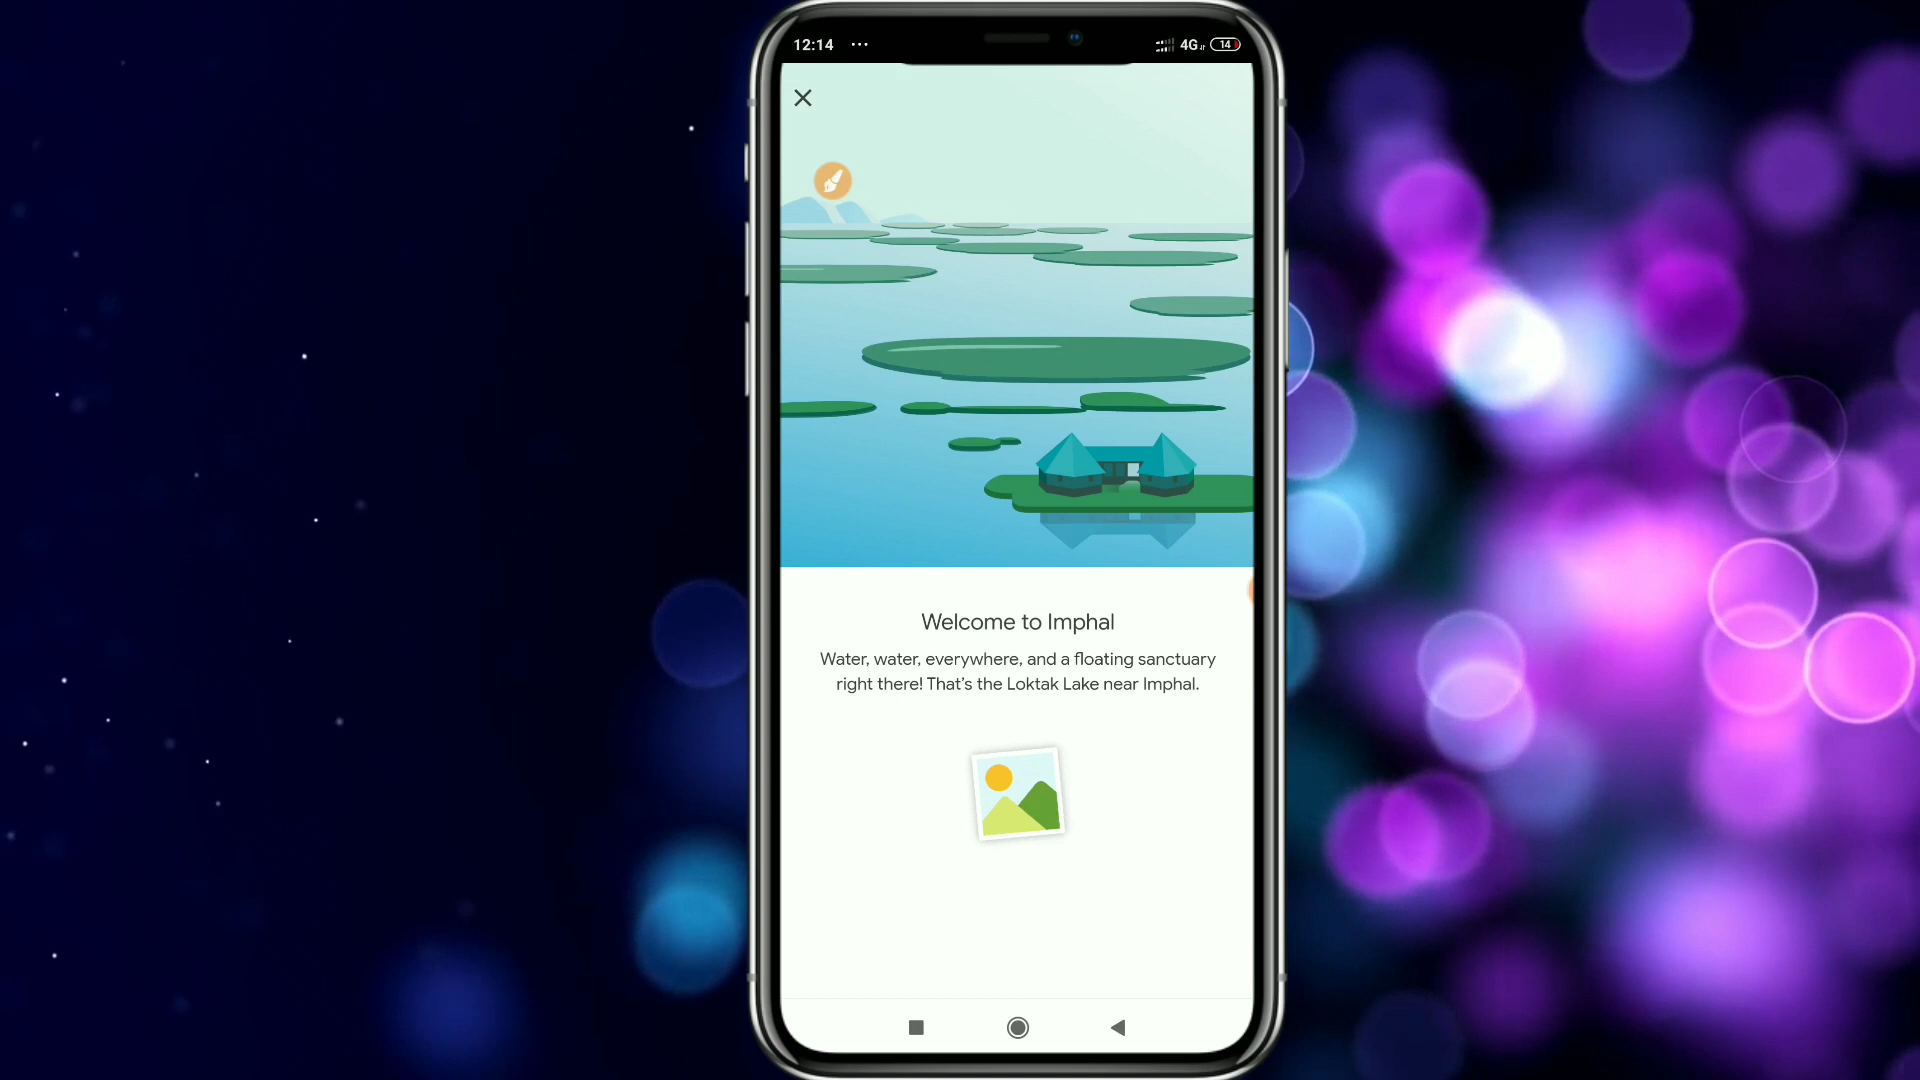 12:14 ... 4G 14
Welcome to Imphal
Water, water, everywhere, and a floating sanctuary
right there! That's the Loktak Lake near Imphal.